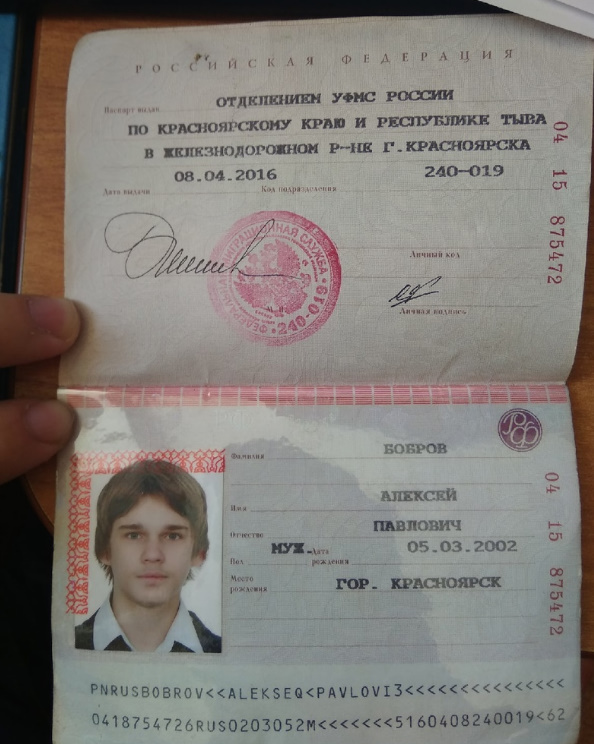 РОССИЙСКАЯ ФЕДЕРАЦИЯ
Паспорт выдан ОТДЕЛЕНИЕМ УФМС РОССИИ
ПО КРАСНОЯРСКОМУ КРАЮ И РЕСПУБЛИКЕ ТЫВА
В ЖЕЛЕЗНОДОРОЖНОМ Р-НЕ Г.КРАСНОЯРСКА
08.04.2016 240-019
Дата выдачи Код подразделения
04 15 875472
Личный код
М.П.
240-019
Личная подпись
РФ
Фамилия БОБРОВ
Имя АЛЕКСЕЙ
Отчество ПАВЛОВИЧ
Пол МУЖ. Дата рождения 05.03.2002
Место рождения ГОР. КРАСНОЯРСК
04 15 875472
PNRUSBOBROV<<ALEKSEQ<PAVLOVI3<<<<<<<<<<<<<<<
0418754726RUS0203052M<<<<<<<5160408240019<62